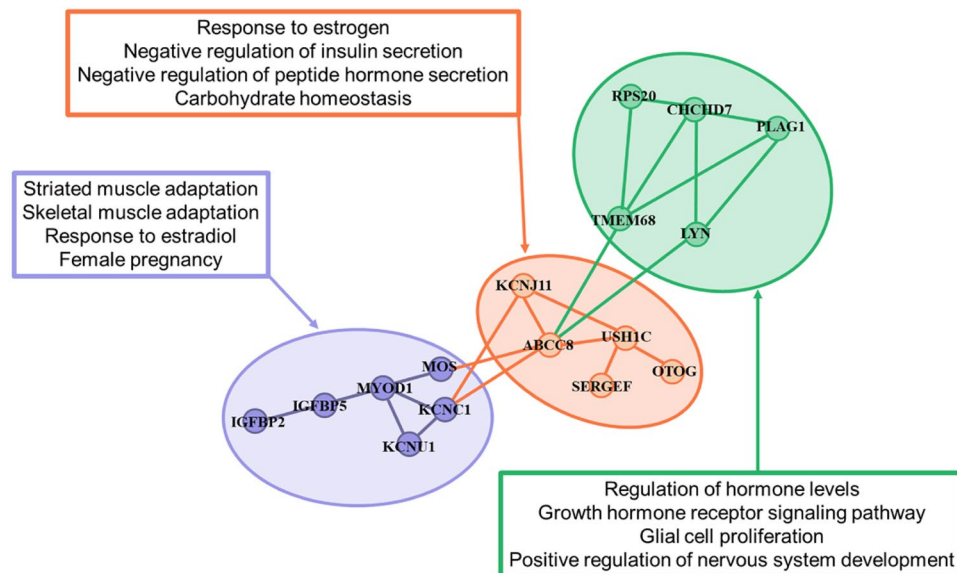 Response to estrogen
Negative regulation of insulin secretion
Negative regulation of peptide hormone secretion
Carbohydrate homeostasis
RPS20
CHCHD7
PLAG1
TMEM68
LYN
Striated muscle adaptation
Skeletal muscle adaptation
Response to estradiol
Female pregnancy
KCNJ11
ABCC8
USH1C
SERGEF
OTOG
MOS
MYOD1
IGFBP5
IGFBP2
KCNC1
KCNU1
Regulation of hormone levels
Growth hormone receptor signaling pathway
Glial cell proliferation
Positive regulation of nervous system development